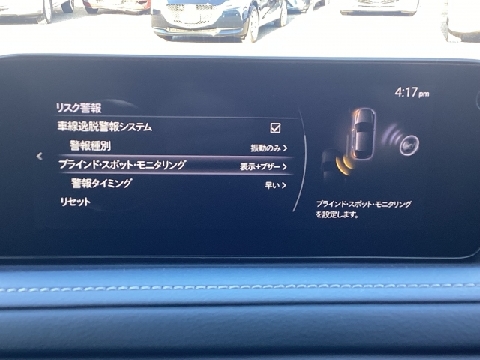 4:17pm
リスク警報
車線逸脱警報システム
警報種別 振動のみ
ブラインド・スポット・モニタリング 表示+ブザー
警報タイミング 早い
リセット
ブラインド・スポット・モニタリング
を設定します。